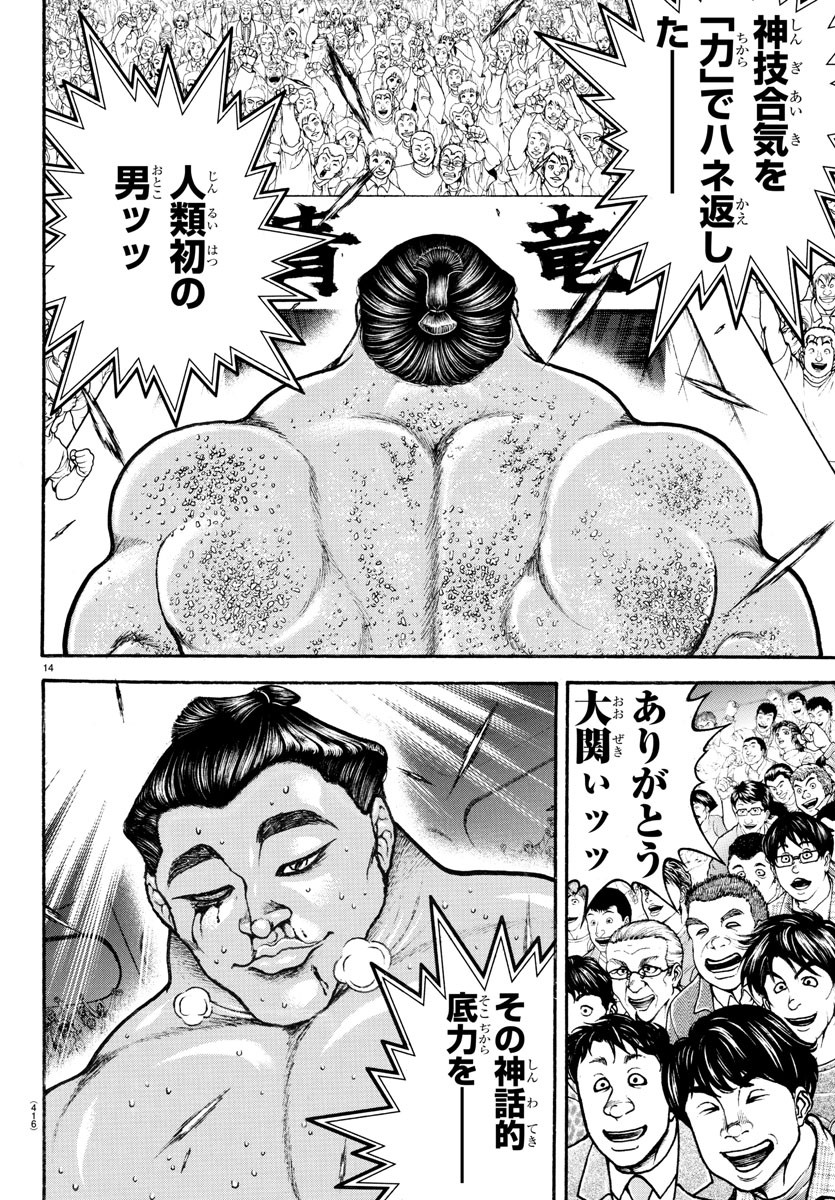 神技合気を
「力」でハネ返し
た――
人類初の
男ッッ
青竜
14
ありがとう
大関ぃッッ
その神話的
底力を――
(416)